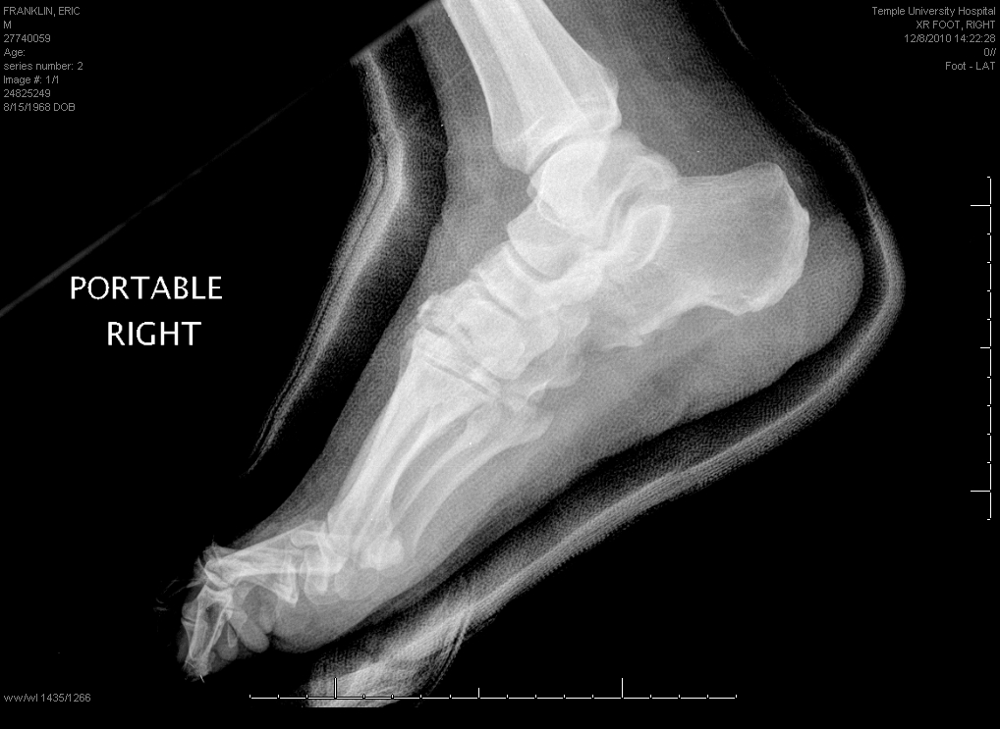 FRANKLIN, ERIC
M
27740059
Age:
series number: 2
Image #: 1/1
24825249
8/15/1968 DOB
Temple University Hospital
XR FOOT, RIGHT
12/8/2010 14:22:28
0//
Foot - LAT
PORTABLE
RIGHT
ww/wl 1435/1266